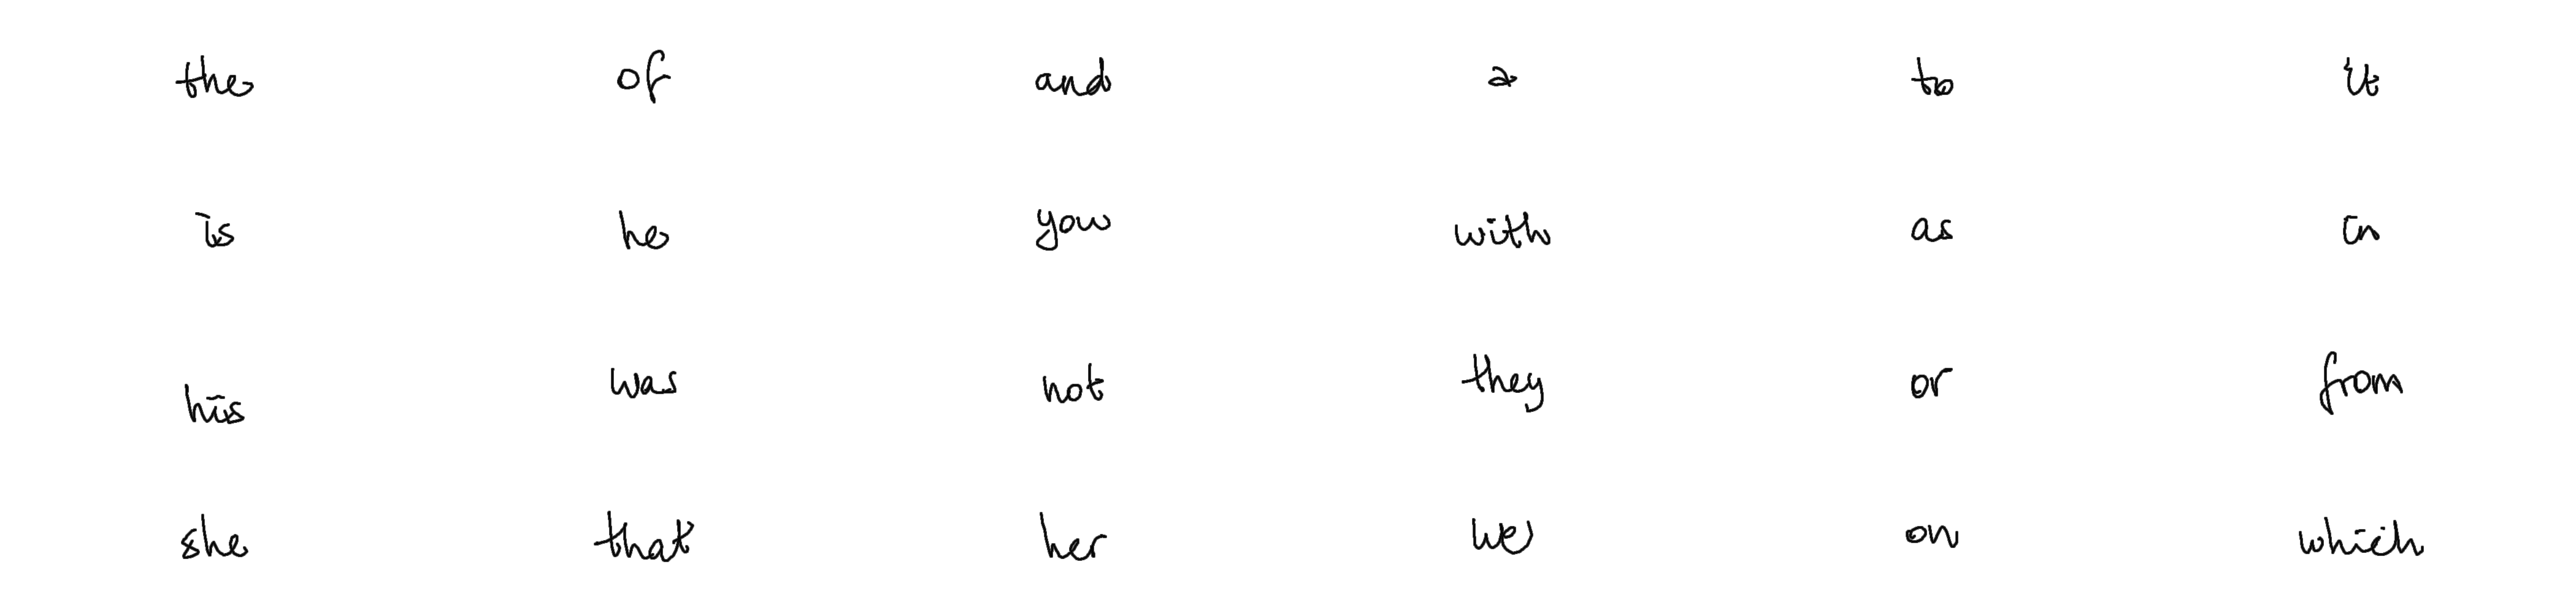 the of and a to it
is he you with as in
his was not they or from
she that her we on which